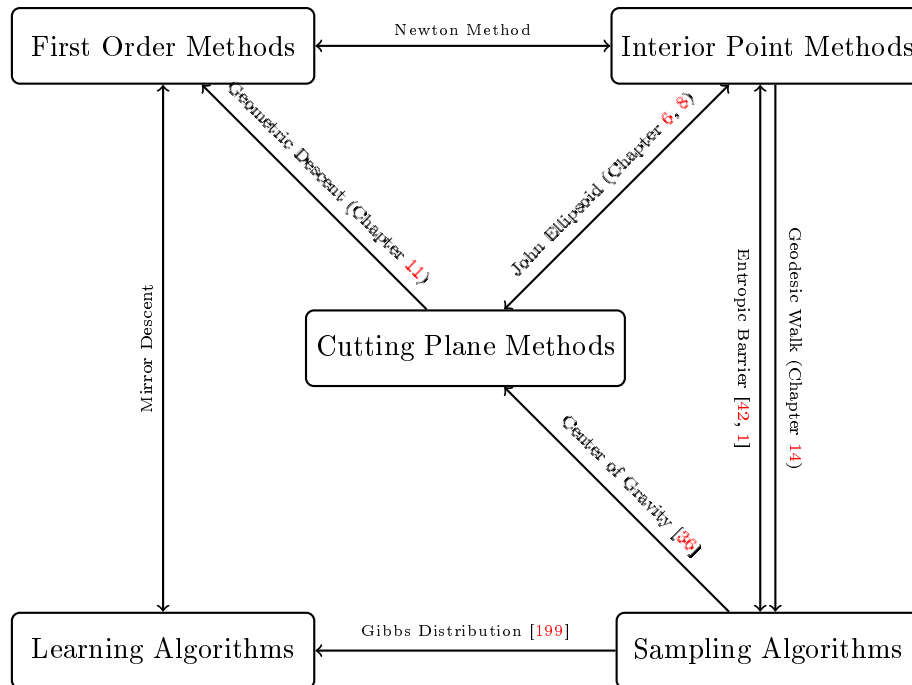 First Order Methods
Newton Method
Interior Point Methods
Geometric Descent (Chapter 11)
John Ellipsoid (Chapter 6, 8)
Mirror Descent
Cutting Plane Methods
Entropic Barrier [42, 1]
Geodesic Walk (Chapter 14)
Center of Gravity [36]
Learning Algorithms
Gibbs Distribution [199]
Sampling Algorithms